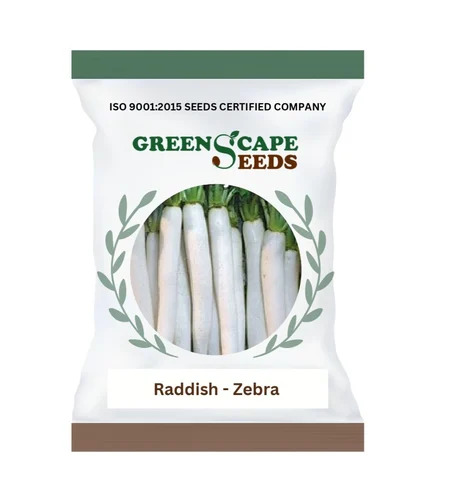 ISO 9001:2015 SEEDS CERTIFIED COMPANY
GREENSCAPE
SEEDS
Raddish - Zebra